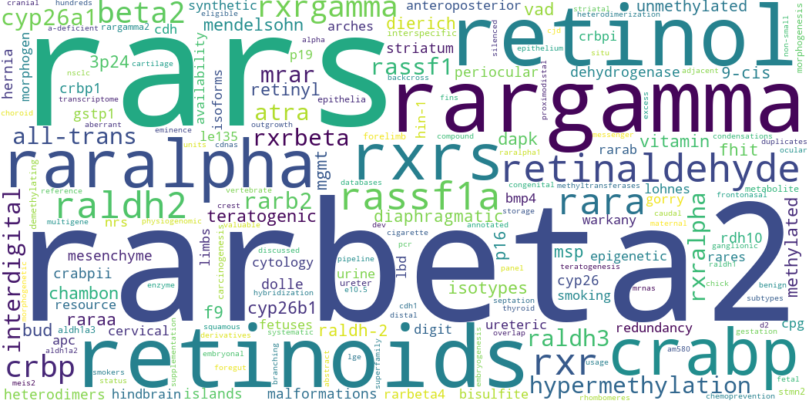 cranial hundreds synthetic rxrgamma anteroposterior striatal heterodimerization
cyp26a1 beta2 eligible interspecific vad unmethylated
a-deficient rargamma2 cdh mendelsohn dierich silenced cjd retinol
hernia morphogen alpha arches crbpi epithelium situ
rars 3p24 p19 striatum rassf1 periocular dehydrogenase 9-cis adjacent non-small morphogenesis
nsclc cartilage availability isoforms mrar backcross
crbp1 transcriptome retinyl fins proximodistal excess
choroid gstp1 aberrant epithelia atra hin-1 rargamma
all-trans eminence outgrowth le135 rxrbeta forelimb compound condensations vitamin duplicates
units cdnas dapk raralpha1 messenger rarab fhit ocular
raralpha mgmt rxrs retinaldehyde
demethylating reference vertebrate databases congenital methyltransferases metabolite
raldh2 rarb2 rassf1a rara lohnes gorry frontonasal
multigene nrs crest physiogenomic valuable teratogenic diaphragmatic bmp4 storage warkany caudal maternal
interdigital rarbeta2 rxralpha methylated
mesenchyme limbs carcinogenesis discussed dev cigarette annotated p16 msp epigenetic rdh10 ganglionic rares
crabpii cytology pipeline pcr lbd panel teratogenesis raldh1
chambon enzyme dolle urine isotypes cyp26 chick benign
resource hybridization ureter e10.5 smoking mrnas subtypes
f9 cyp26b1 cdh1 septation ureteric redundancy d2 cpg
bud raraa aldh1a3 cervical squamous fetuses raldh-2 distal digit thyroid overlap gestation
apc derivatives systematic raldh3
crbp aldh1a2 smokers supplementation embryonal branching lge superfamily embryogenesis rxr usage am580 crabp
retinoids
meis2 status foregut abstract hypermethylation fetal stmn2
heterodimers hindbrain islands malformations rarbeta4 bisulfite rhombomeres chemoprevention